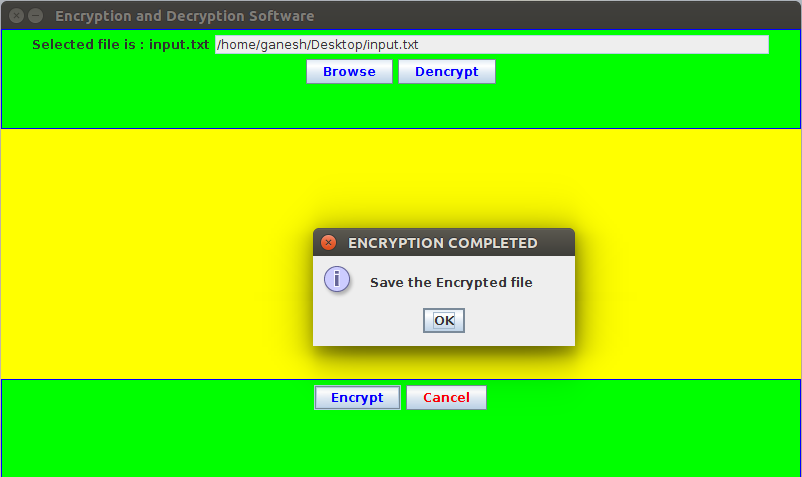 Encryption and Decryption Software
Selected file is : input.txt /home/ganesh/Desktop/input.txt
Browse Dencrypt
ENCRYPTION COMPLETED
Save the Encrypted file
OK
Encrypt Cancel